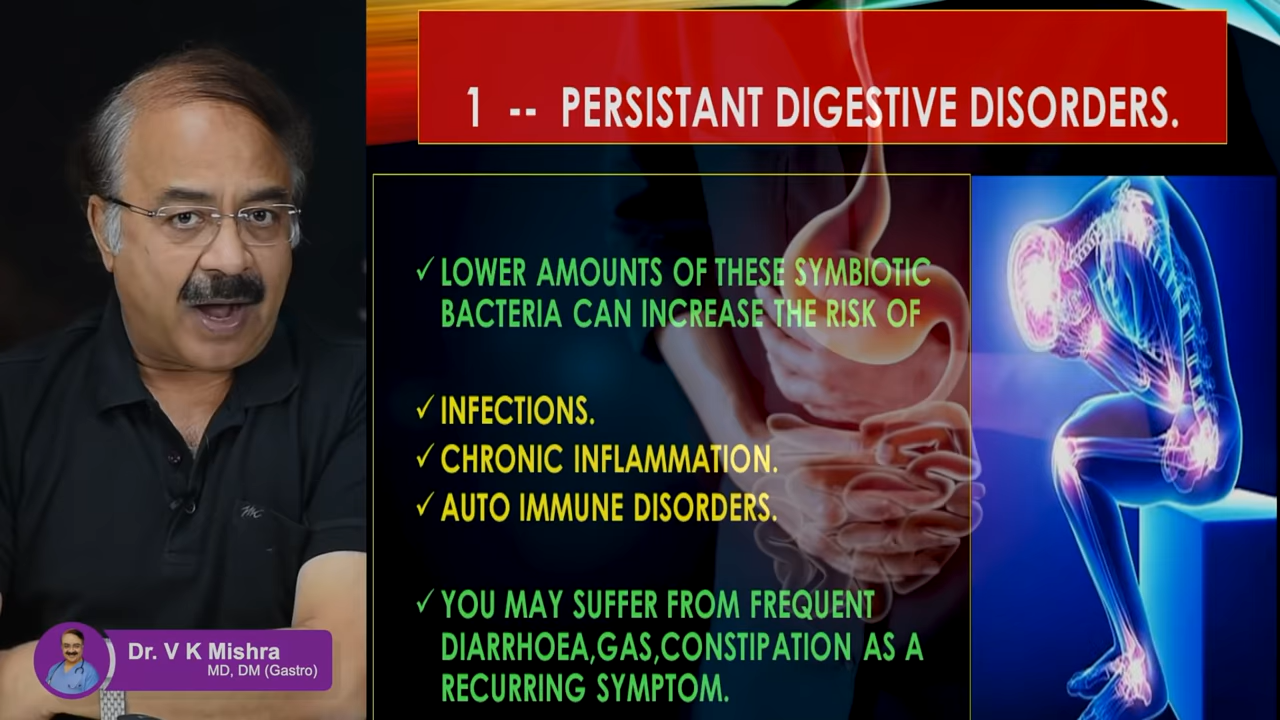 1 -- PERSISTANT DIGESTIVE DISORDERS.
✓ LOWER AMOUNTS OF THESE SYMBIOTIC
BACTERIA CAN INCREASE THE RISK OF
✓ INFECTIONS.
✓ CHRONIC INFLAMMATION.
✓ AUTO IMMUNE DISORDERS.
✓ YOU MAY SUFFER FROM FREQUENT
DIARRHOEA,GAS,CONSTIPATION AS A
RECURRING SYMPTOM.
Dr. V K Mishra
MD, DM (Gastro)